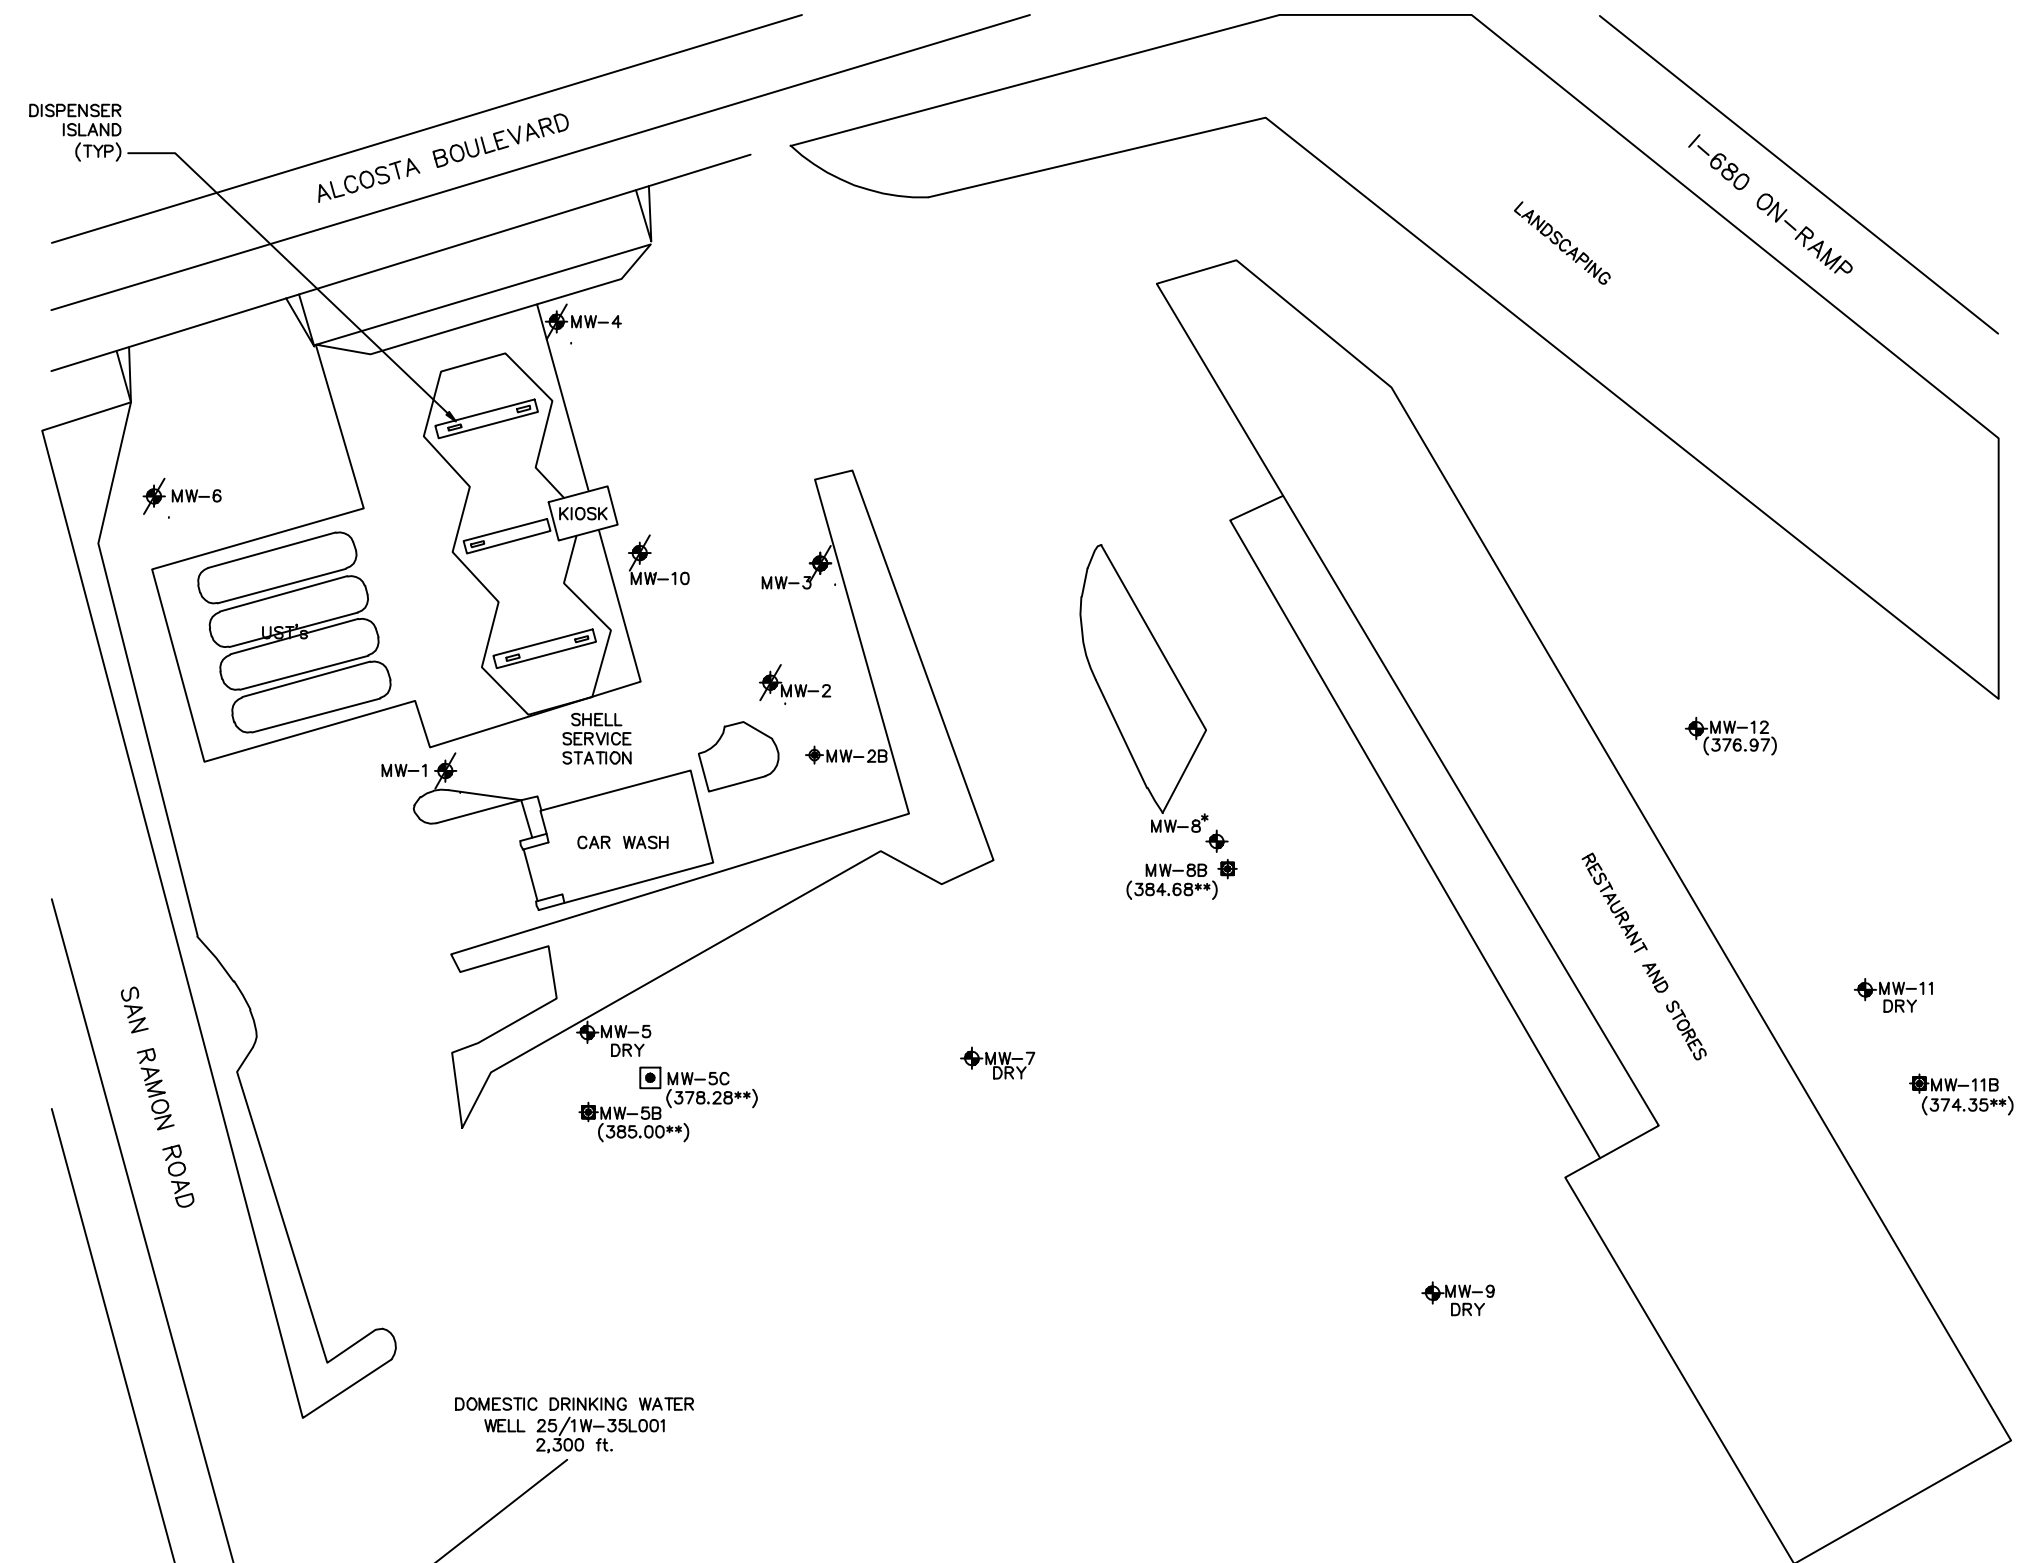 DISPENSER
ISLAND
(TYP)
ALCOSTA BOULEVARD
I-680 ON-RAMP
LANDSCAPING
MW-4
MW-6
KIOSK
MW-10
MW-3
UST's
MW-2
SHELL
SERVICE
STATION
MW-2B
MW-1
CAR WASH
MW-12
(376.97)
MW-8*
MW-8B
(384.68**)
RESTAURANT AND STORES
MW-11
DRY
SAN RAMON ROAD
MW-5
DRY
MW-7
DRY
MW-5C
(378.28**)
MW-5B
(385.00**)
MW-11B
(374.35**)
MW-9
DRY
DOMESTIC DRINKING WATER
WELL 25/1W-35L001
2,300 ft.